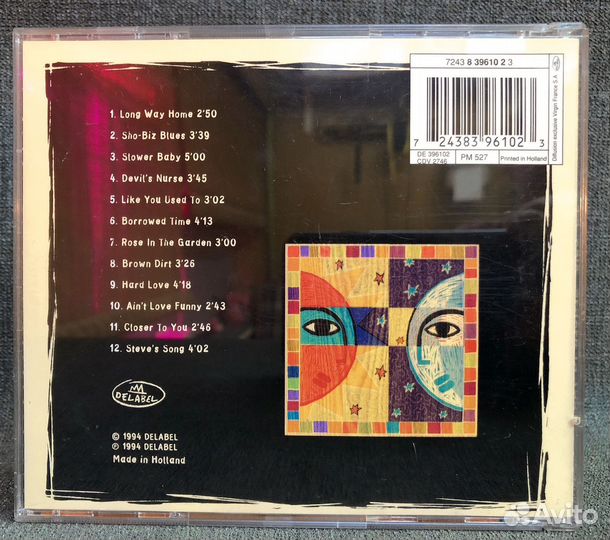 7243 8 39610 2 3
7 24383 96102 3
DE 396102
CDV 2746
PM 527
Printed in Holland
Diffusion exclusive Virgin France S.A
1. Long Way Home 2'50
2. Sho-Biz Blues 3'39
3. Slower Baby 5'00
4. Devil's Nurse 3'45
5. Like You Used To 3'02
6. Borrowed Time 4'13
7. Rose In The Garden 3'00
8. Brown Dirt 3'26
9. Hard Love 4'18
10. Ain't Love Funny 2'43
11. Closer To You 2'46
12. Steve's Song 4'02
DELABEL
© 1994 DELABEL
℗ 1994 DELABEL
Made in Holland
Avito